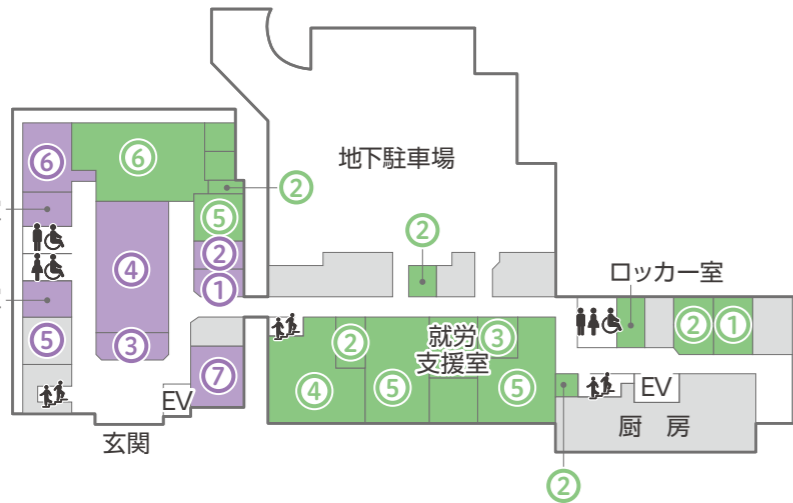 地下駐車場
⑥
⑥
②
⑤
②
②
④
①
ロッカー室
⑤
③
⑦
EV
玄関
②
就労
支援室
③
④
⑤
⑤
②
①
②
EV
厨 房